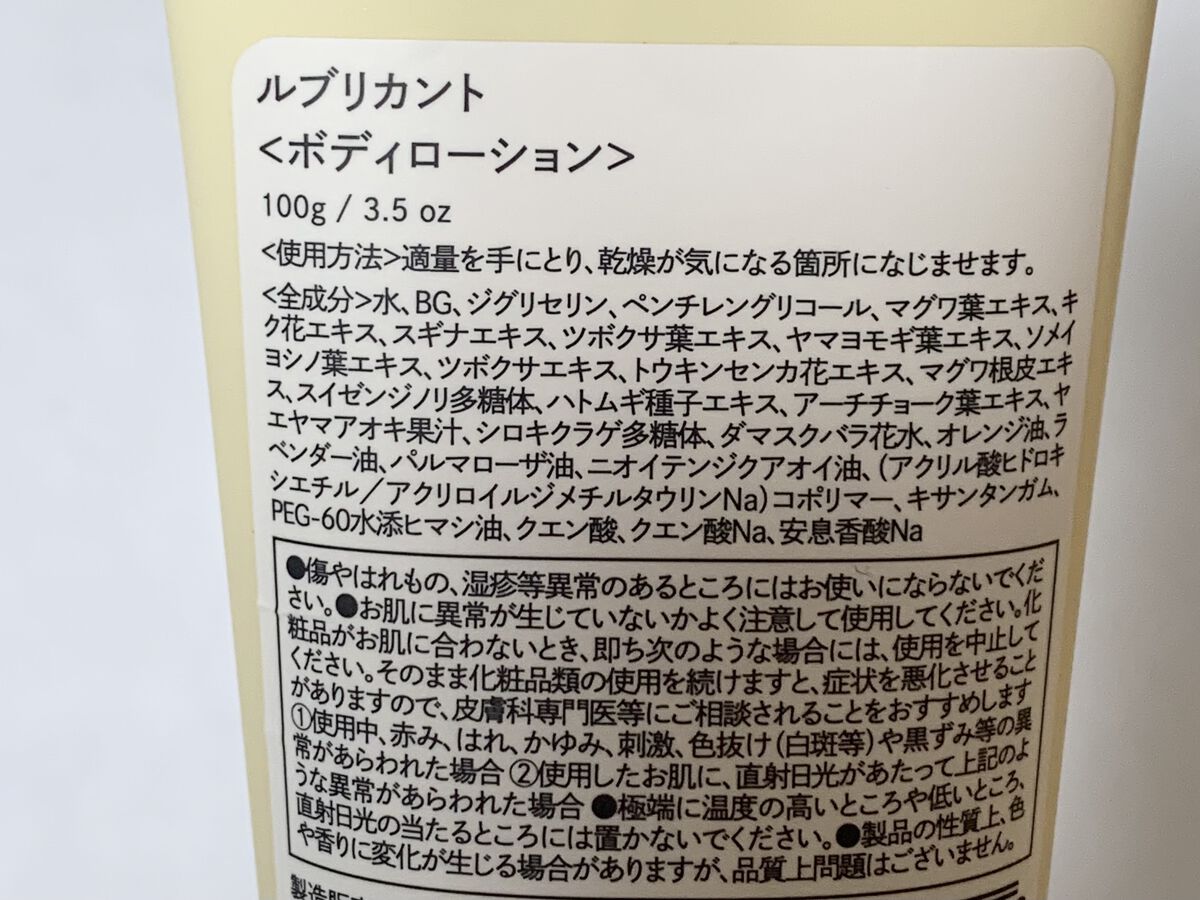 ルブリカント
<ボディローション>
100g / 3.5 oz
<使用方法>適量を手にとり、乾燥が気になる箇所になじませます。
<全成分>水、BG、ジグリセリン、ペンチレングリコール、マグワ葉エキス、キ
ク花エキス、スギナエキス、ツボクサ葉エキス、ヤマヨモギ葉エキス、ソメイ
ヨシノ葉エキス、ツボクサエキス、トウキンセンカ花エキス、マグワ根皮エキ
ス、スイゼンジノリ多糖体、ハトムギ種子エキス、アーチチョーク葉エキス、ヤ
エヤマアオキ果汁、シロキクラゲ多糖体、ダマスクバラ花水、オレンジ油、ラ
ベンダー油、パルマローザ油、ニオイテンジクアオイ油、(アクリル酸ヒドロキ
シエチル/アクリロイルジメチルタウリンNa)コポリマー、キサンタンガム、
PEG-60水添ヒマシ油、クエン酸、クエン酸Na、安息香酸Na
●傷やはれもの、湿疹等異常のあるところにはお使いにならないでくだ
さい。●お肌に異常が生じていないかよく注意して使用してください。化
粧品がお肌に合わないとき、即ち次のような場合には、使用を中止して
ください。そのまま化粧品類の使用を続けますと、症状を悪化させること
がありますので、皮膚科専門医等にご相談されることをおすすめします
①使用中、赤み、はれ、かゆみ、刺激、色抜け(白斑等)や黒ずみ等の異
常があらわれた場合 ②使用したお肌に、直射日光があたって上記のよ
うな異常があらわれた場合 ●極端に温度の高いところや低いところ、
直射日光の当たるところには置かないでください。●製品の性質上、色
や香りに変化が生じる場合がありますが、品質上問題はございません。